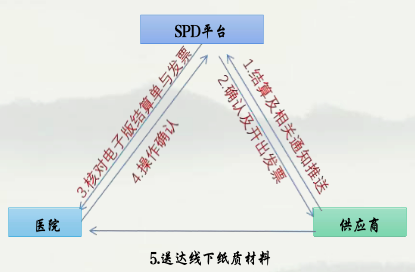 SPD平台
1.结算及相关通知推送
2.确认及开出发票
3.核对电子版结算单与发票
4.操作确认
医院
供应商
5.送达线下纸质材料